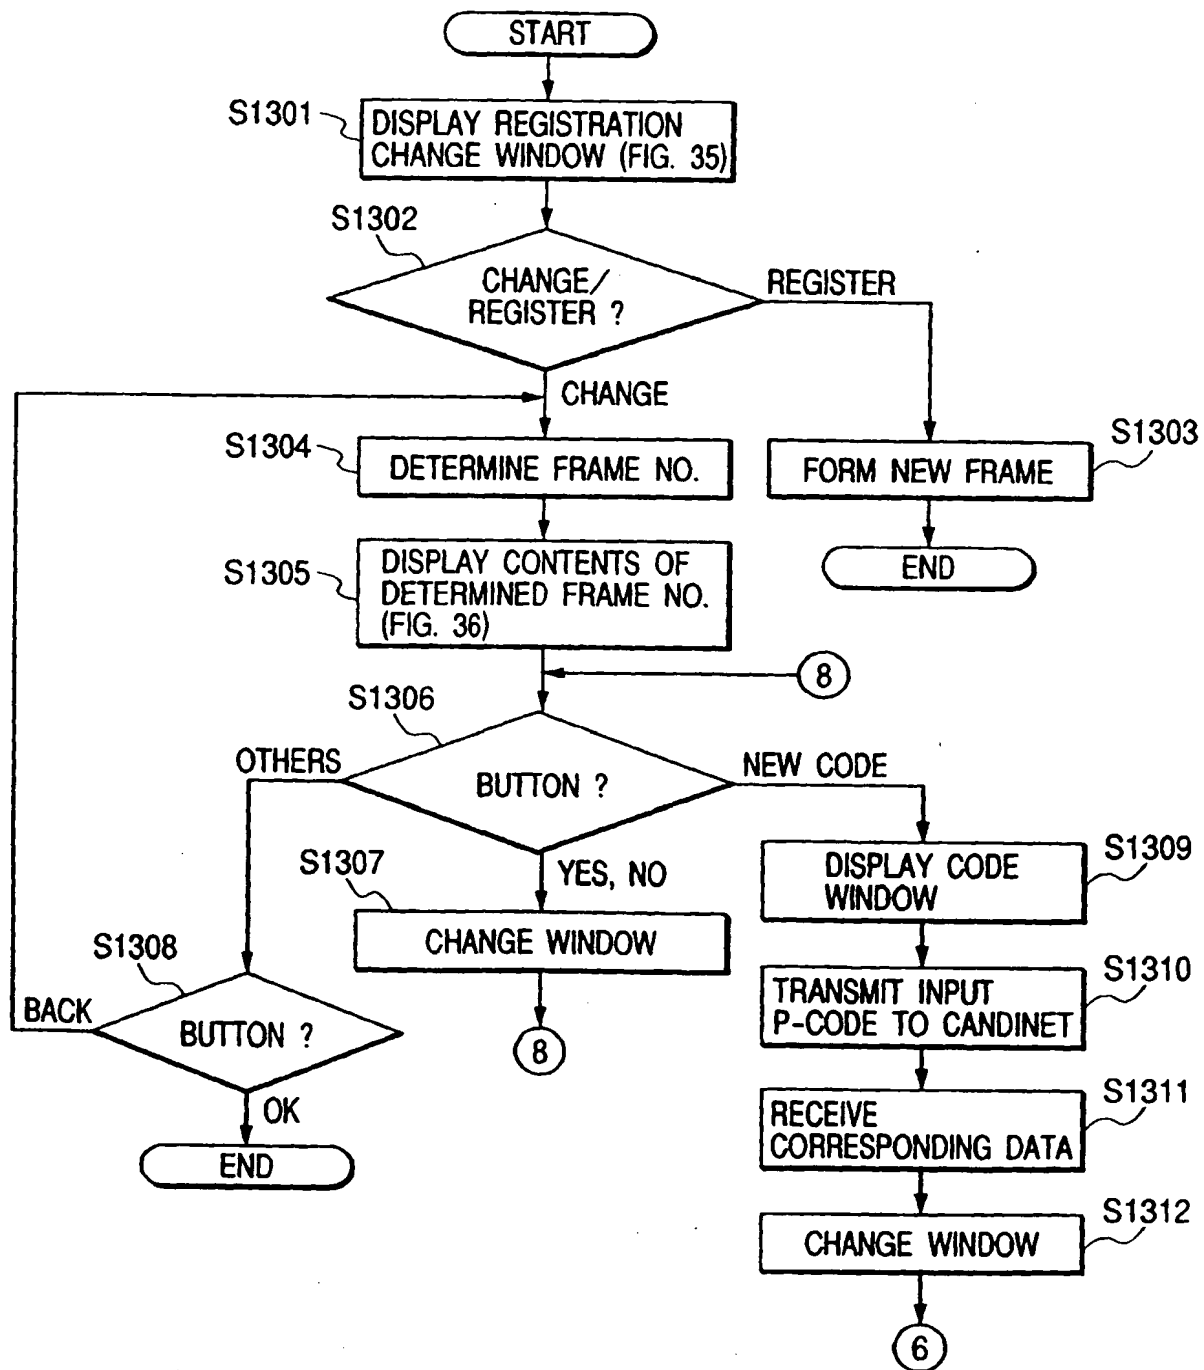 START
S1301
DISPLAY REGISTRATION
CHANGE WINDOW (FIG. 35)
S1302
CHANGE/
REGISTER ?
REGISTER
CHANGE
S1304
DETERMINE FRAME NO.
S1303
FORM NEW FRAME
END
S1305
DISPLAY CONTENTS OF
DETERMINED FRAME NO.
(FIG. 36)
8
S1306
OTHERS
BUTTON ?
NEW CODE
YES, NO
S1307
CHANGE WINDOW
8
S1308
BACK
BUTTON ?
OK
END
S1309
DISPLAY CODE
WINDOW
S1310
TRANSMIT INPUT
P-CODE TO CANDINET
S1311
RECEIVE
CORRESPONDING DATA
S1312
CHANGE WINDOW
6